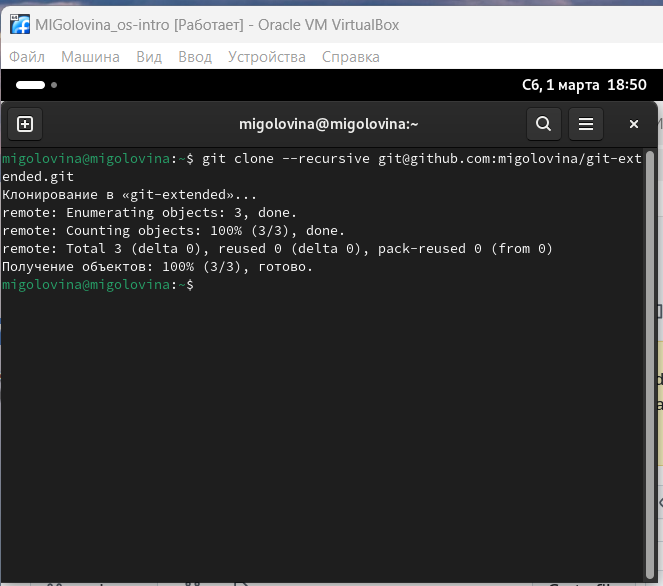 MIGolovina_os-intro [Работает] - Oracle VM VirtualBox
Файл Машина Вид Ввод Устройства Справка
Сб, 1 марта 18:50
migolovina@migolovina:~
migolovina@migolovina:~$ git clone --recursive git@github.com:migolovina/git-ext
ended.git
Клонирование в «git-extended»...
remote: Enumerating objects: 3, done.
remote: Counting objects: 100% (3/3), done.
remote: Total 3 (delta 0), reused 0 (delta 0), pack-reused 0 (from 0)
Получение объектов: 100% (3/3), готово.
migolovina@migolovina:~$